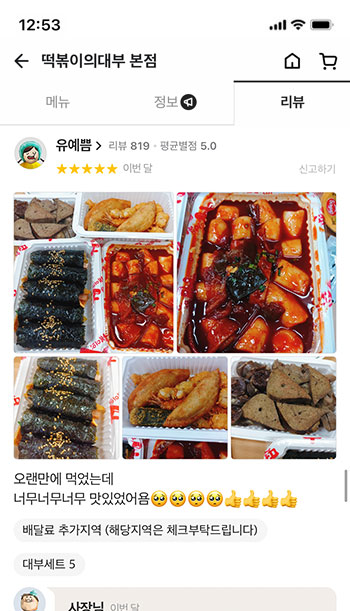 12:53
떡볶이의대부 본점
메뉴
정보
리뷰
유예쁨
리뷰 819 · 평균별점 5.0
이번 달
신고하기
오랜만에 먹었는데
너무너무너무 맛있었어욤🥺🥺🥺🥺👍👍👍👍
배달료 추가지역 (해당지역은 체크부탁드립니다)
대부세트 5
사장님
이번 달